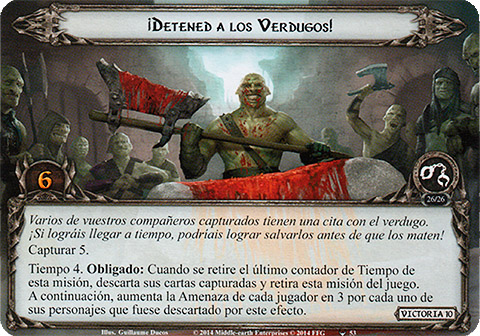 ¡Detened a los Verdugos!
6
26/26
Varios de vuestros compañeros capturados tienen una cita con el verdugo.
¡Si lográis llegar a tiempo, podríais lograr salvarlos antes de que los maten!
Capturar 5.
Tiempo 4. Obligado: Cuando se retire el último contador de Tiempo
de esta misión, descarta sus cartas capturadas y retira esta misión del juego.
A continuación, aumenta la Amenaza de cada jugador en 3 por cada uno de
sus personajes que fuese descartado por este efecto.
Victoria 10
Illus. Guillaume Ducos © 2014 Middle-earth Enterprises © 2014 FFG 53